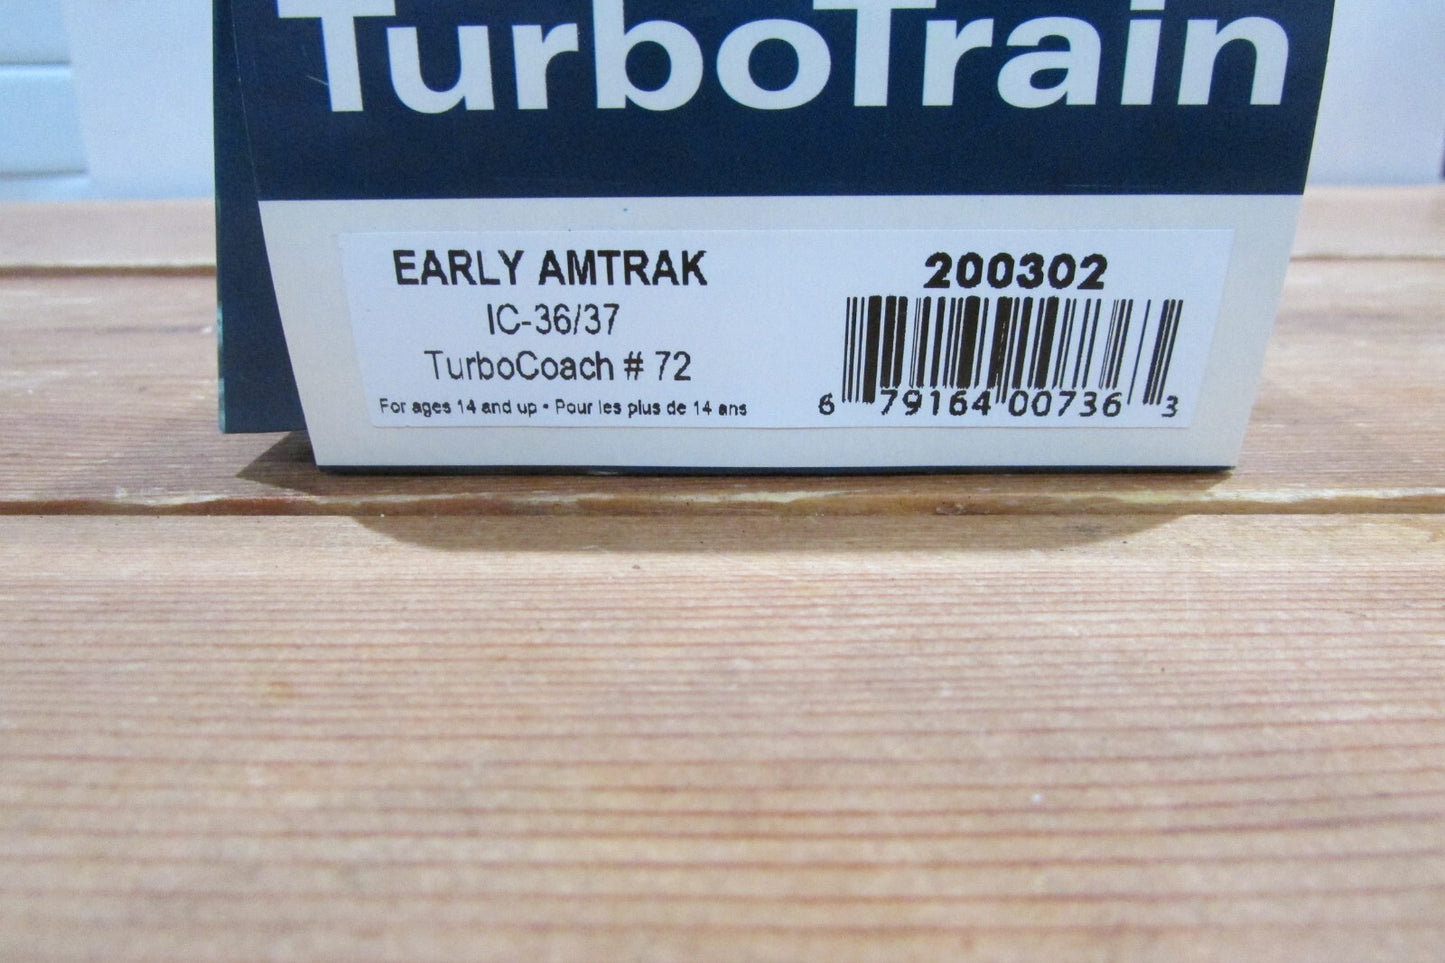 TurboTrain
EARLY AMTRAK
IC-36/37
TurboCoach # 72
For ages 14 and up • Pour les plus de 14 ans
200302
6 79164 00736 3